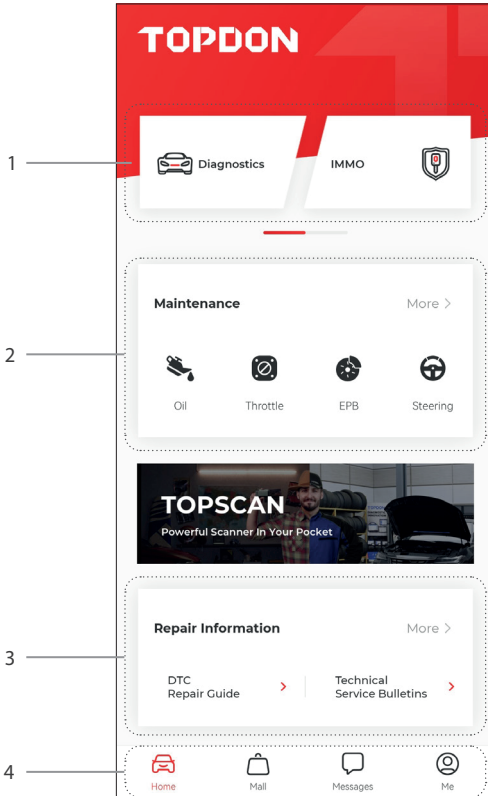 TOPDON
1
Diagnostics
IMMO
Maintenance
More >
2
Oil
Throttle
EPB
Steering
TOPSCAN
Powerful Scanner In Your Pocket
Repair Information
More >
3
DTC
Repair Guide
Technical
Service Bulletins
4
Home
Mall
Messages
Me